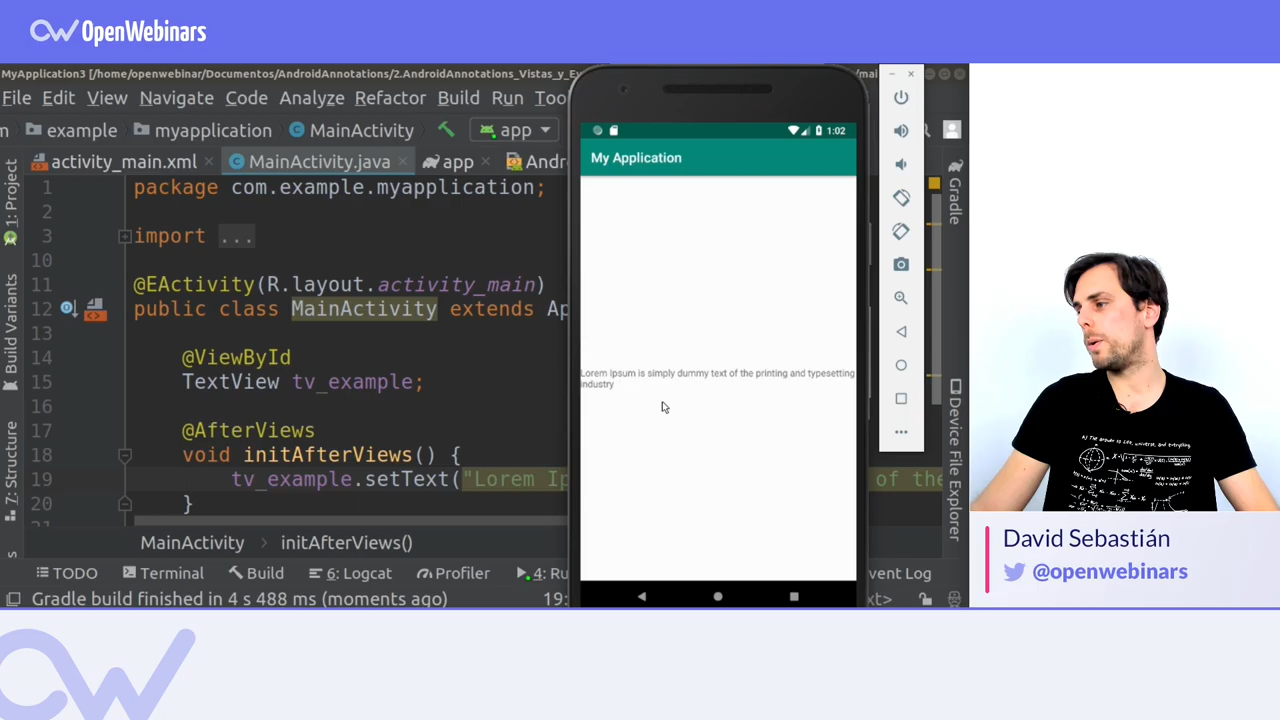 OpenWebinars
MyApplication3 [/home/openwebinar/Documentos/AndroidAnnotations/2.AndroidAnnotations_Vistas_y_E
File Edit View Navigate Code Analyze Refactor Build Run Too
example myapplication MainActivity app
activity_main.xml MainActivity.java app Andro
1: Project
Build Variants
7: Structure
1 package com.example.myapplication;
2
3 import ...
10
11 @EActivity(R.layout.activity_main)
12 public class MainActivity extends Ap
13
14 @ViewById
15 TextView tv_example;
16
17 @AfterViews
18 void initAfterViews() {
19 tv_example.setText("Lorem Ip of the
20 }
MainActivity > initAfterViews()
TODO Terminal Build 6: Logcat Profiler 4: Ru vent Log
Gradle build finished in 4 s 488 ms (moments ago) 19:
1:02
My Application
Lorem Ipsum is simply dummy text of the printing and typesetting
industry
Gradle
Device File Explorer
David Sebastián
@openwebinars